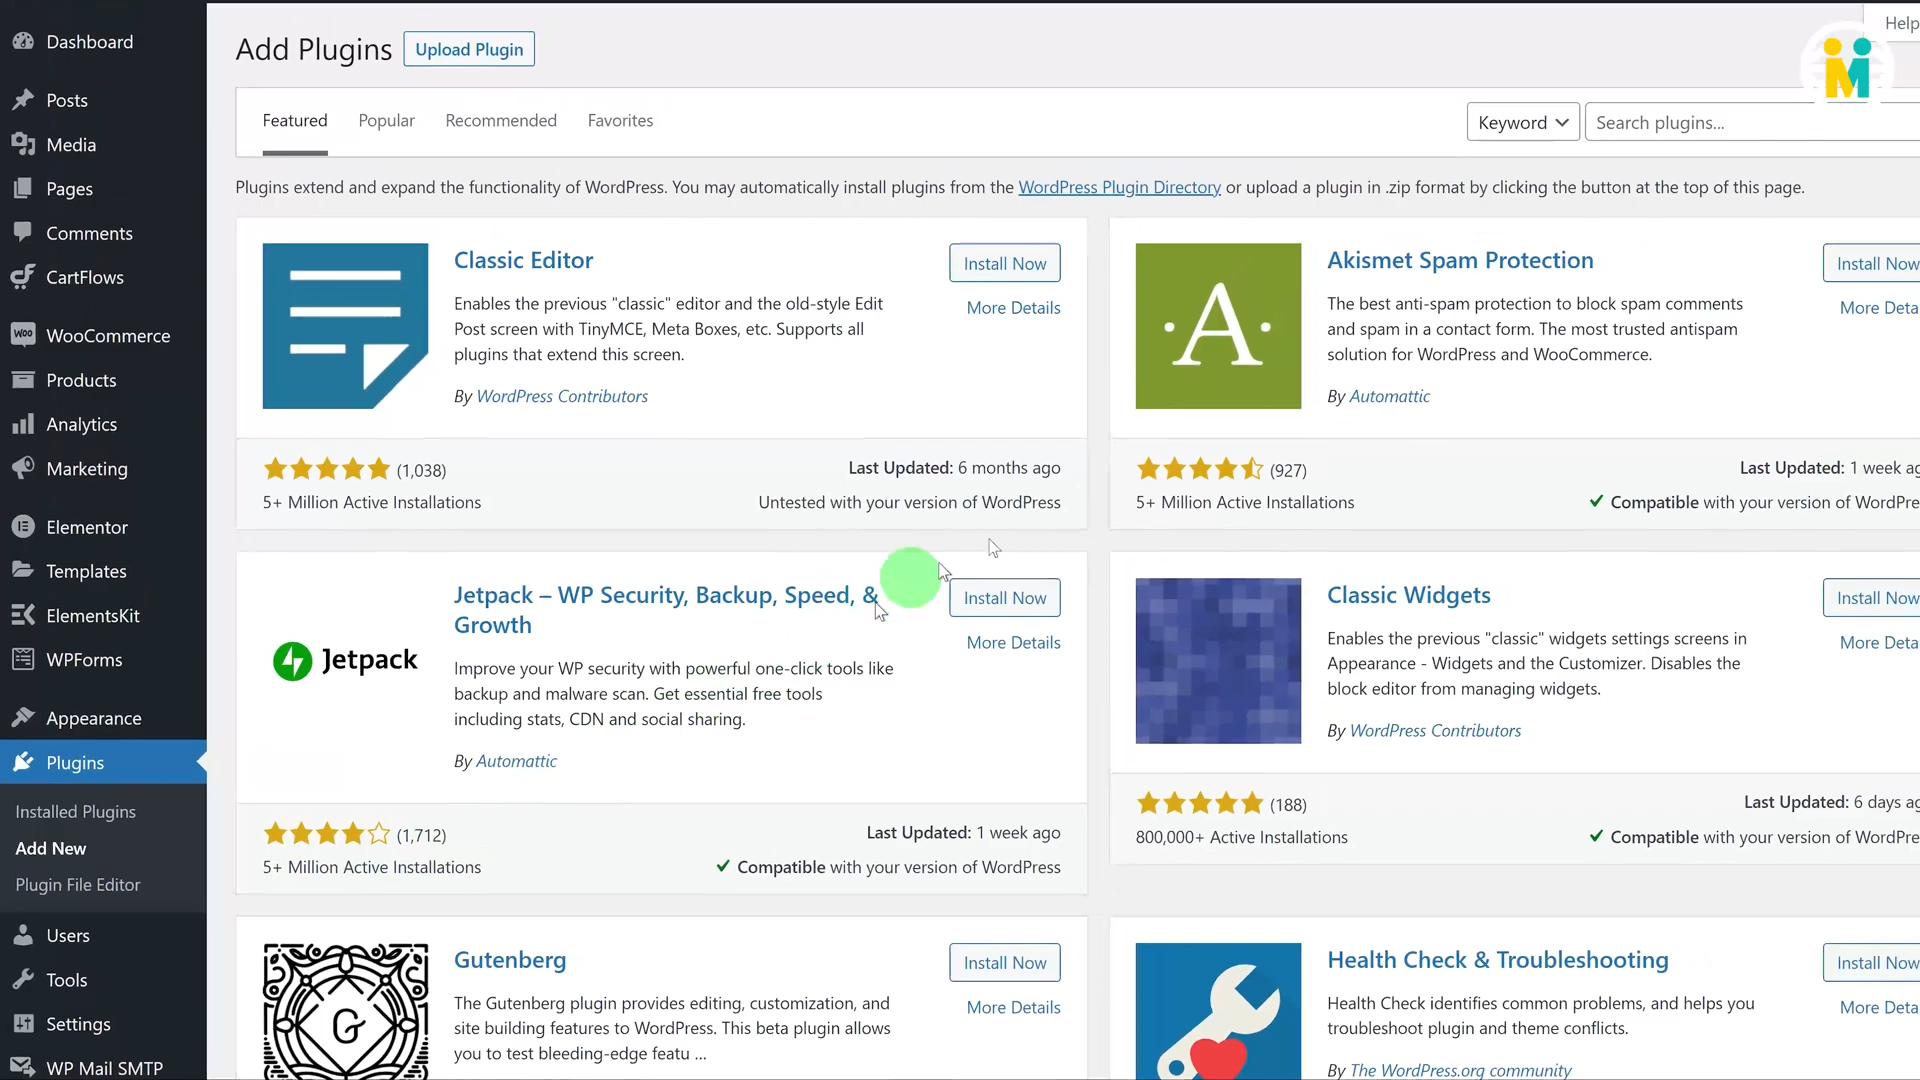 Dashboard
Posts
Media
Pages
Comments
CartFlows
WooCommerce
Products
Analytics
Marketing
Elementor
Templates
ElementsKit
WPForms
Appearance
Plugins
Installed Plugins
Add New
Plugin File Editor
Users
Tools
Settings
WP Mail SMTP
Help
Add Plugins
Upload Plugin
Featured
Popular
Recommended
Favorites
Keyword
Search plugins...
Plugins extend and expand the functionality of WordPress. You may automatically install plugins from the WordPress Plugin Directory or upload a plugin in .zip format by clicking the button at the top of this page.
Classic Editor
Install Now
More Details
Enables the previous "classic" editor and the old-style Edit
Post screen with TinyMCE, Meta Boxes, etc. Supports all
plugins that extend this screen.
By WordPress Contributors
(1,038)
Last Updated: 6 months ago
5+ Million Active Installations
Untested with your version of WordPress
A
Akismet Spam Protection
Install Now
More Deta
The best anti-spam protection to block spam comments
and spam in a contact form. The most trusted antispam
solution for WordPress and WooCommerce.
By Automattic
(927)
Last Updated: 1 week ag
5+ Million Active Installations
Compatible with your version of WordPre
Jetpack
Jetpack – WP Security, Backup, Speed, &
Growth
Install Now
More Details
Improve your WP security with powerful one-click tools like
backup and malware scan. Get essential free tools
including stats, CDN and social sharing.
By Automattic
(1,712)
Last Updated: 1 week ago
5+ Million Active Installations
Compatible with your version of WordPress
Classic Widgets
Install Now
More Deta
Enables the previous "classic" widgets settings screens in
Appearance - Widgets and the Customizer. Disables the
block editor from managing widgets.
By WordPress Contributors
(188)
Last Updated: 6 days ag
800,000+ Active Installations
Compatible with your version of WordPre
G
Gutenberg
Install Now
More Details
The Gutenberg plugin provides editing, customization, and
site building features to WordPress. This beta plugin allows
you to test bleeding-edge featu ...
Health Check & Troubleshooting
Install Now
More Deta
Health Check identifies common problems, and helps you
troubleshoot plugin and theme conflicts.
By The WordPress.org community